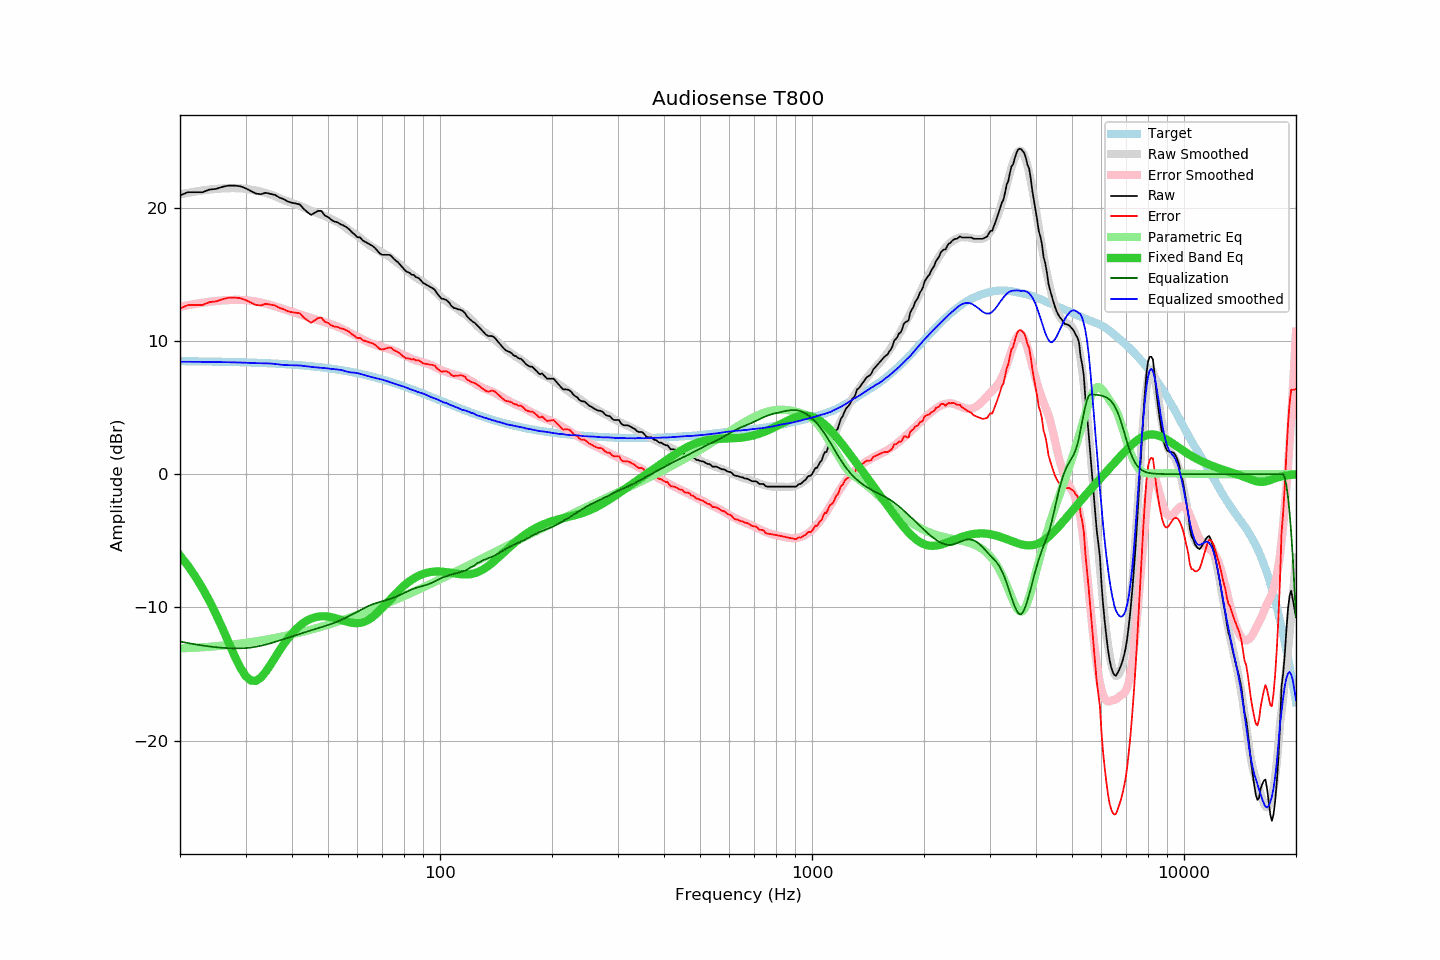 Audiosense T800
Target
Raw Smoothed
Error Smoothed
Raw
Error
Parametric Eq
Fixed Band Eq
Equalization
Equalized smoothed
Amplitude (dBr)
20
10
0
−10
−20
100
1000
10000
Frequency (Hz)